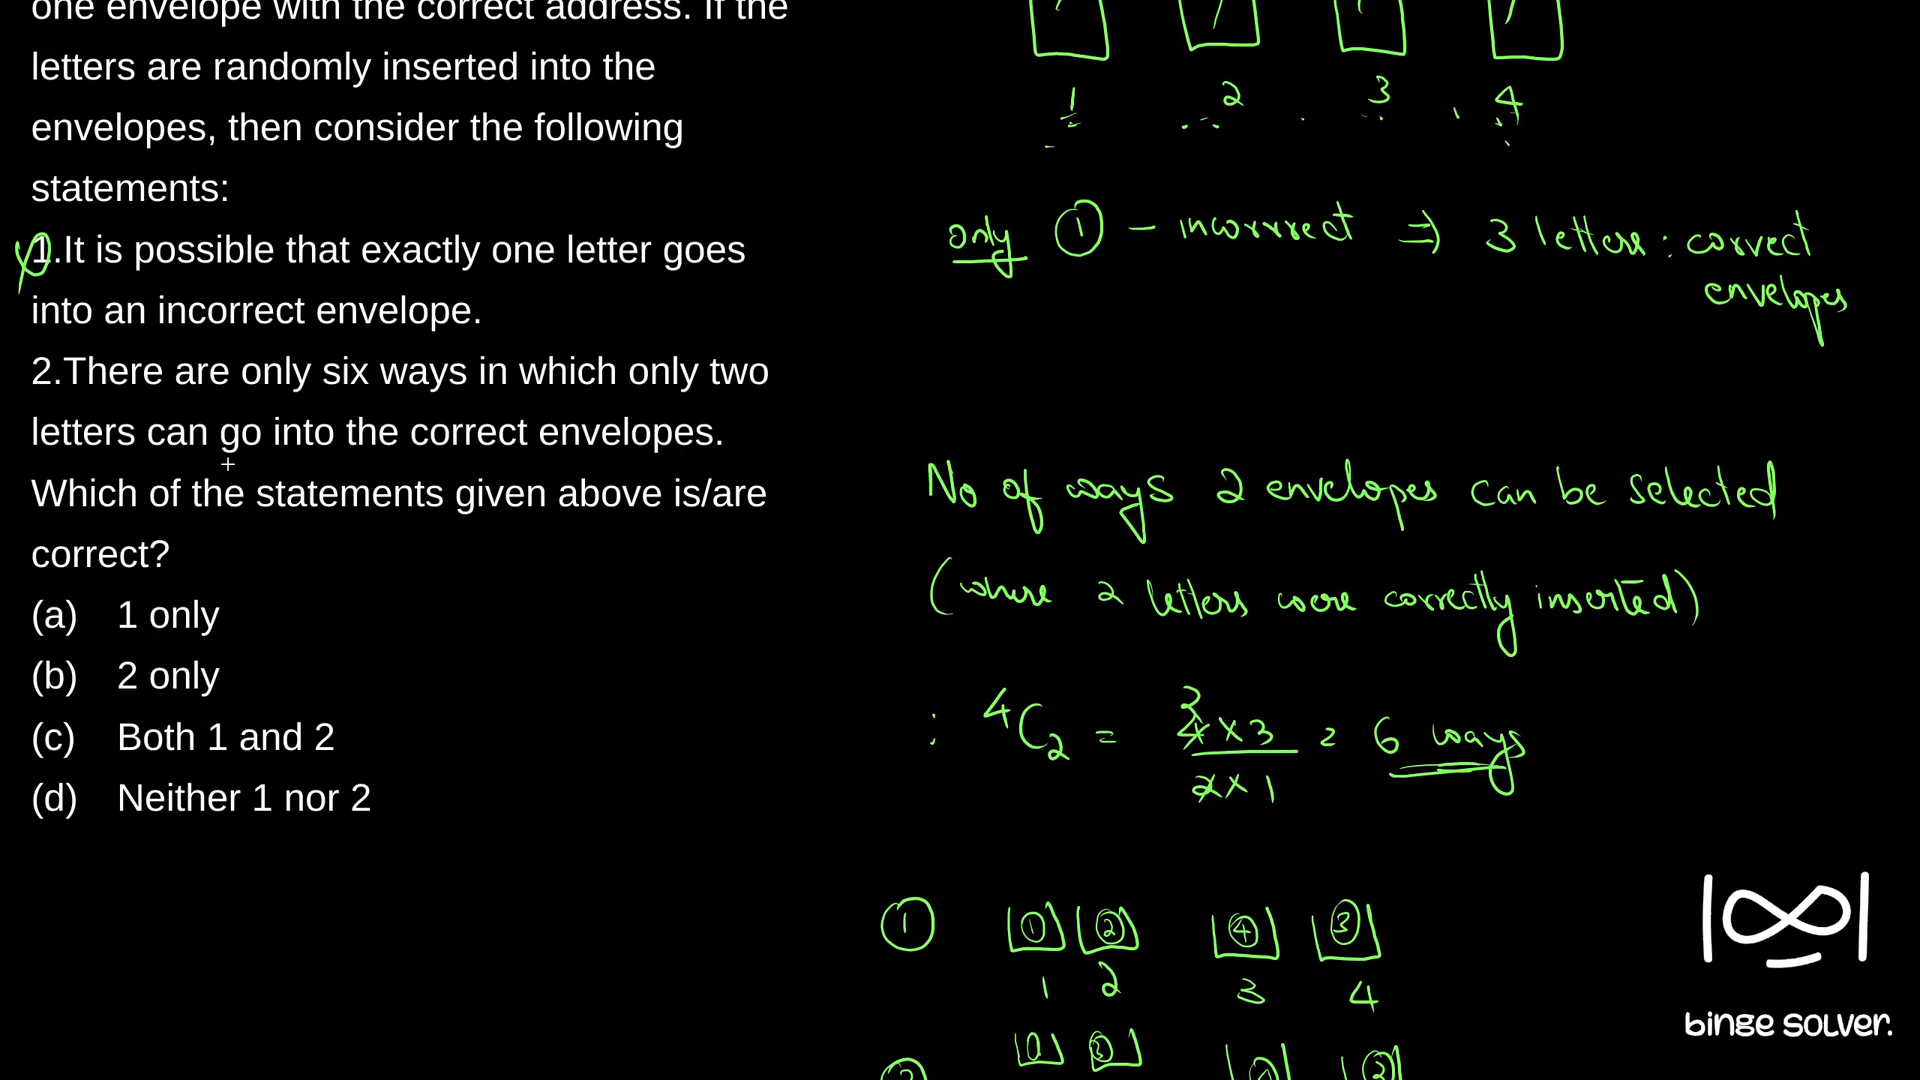 one envelope with the correct address. If the
letters are randomly inserted into the
envelopes, then consider the following
statements:
1.It is possible that exactly one letter goes
into an incorrect envelope.
2.There are only six ways in which only two
letters can go into the correct envelopes.
Which of the statements given above is/are
correct?
(a) 1 only
(b) 2 only
(c) Both 1 and 2
(d) Neither 1 nor 2
1 2 3 4
only ① - incorrrect ⇒ 3 letters : correct
envelopes
No of ways 2 envelopes can be selected
(where 2 letters were correctly inserted)
: ⁴C₂ = 4 x 3 / 2 x 1 = 6 ways
2
① ① ② ④ ③
1 2 3 4
binge solver.